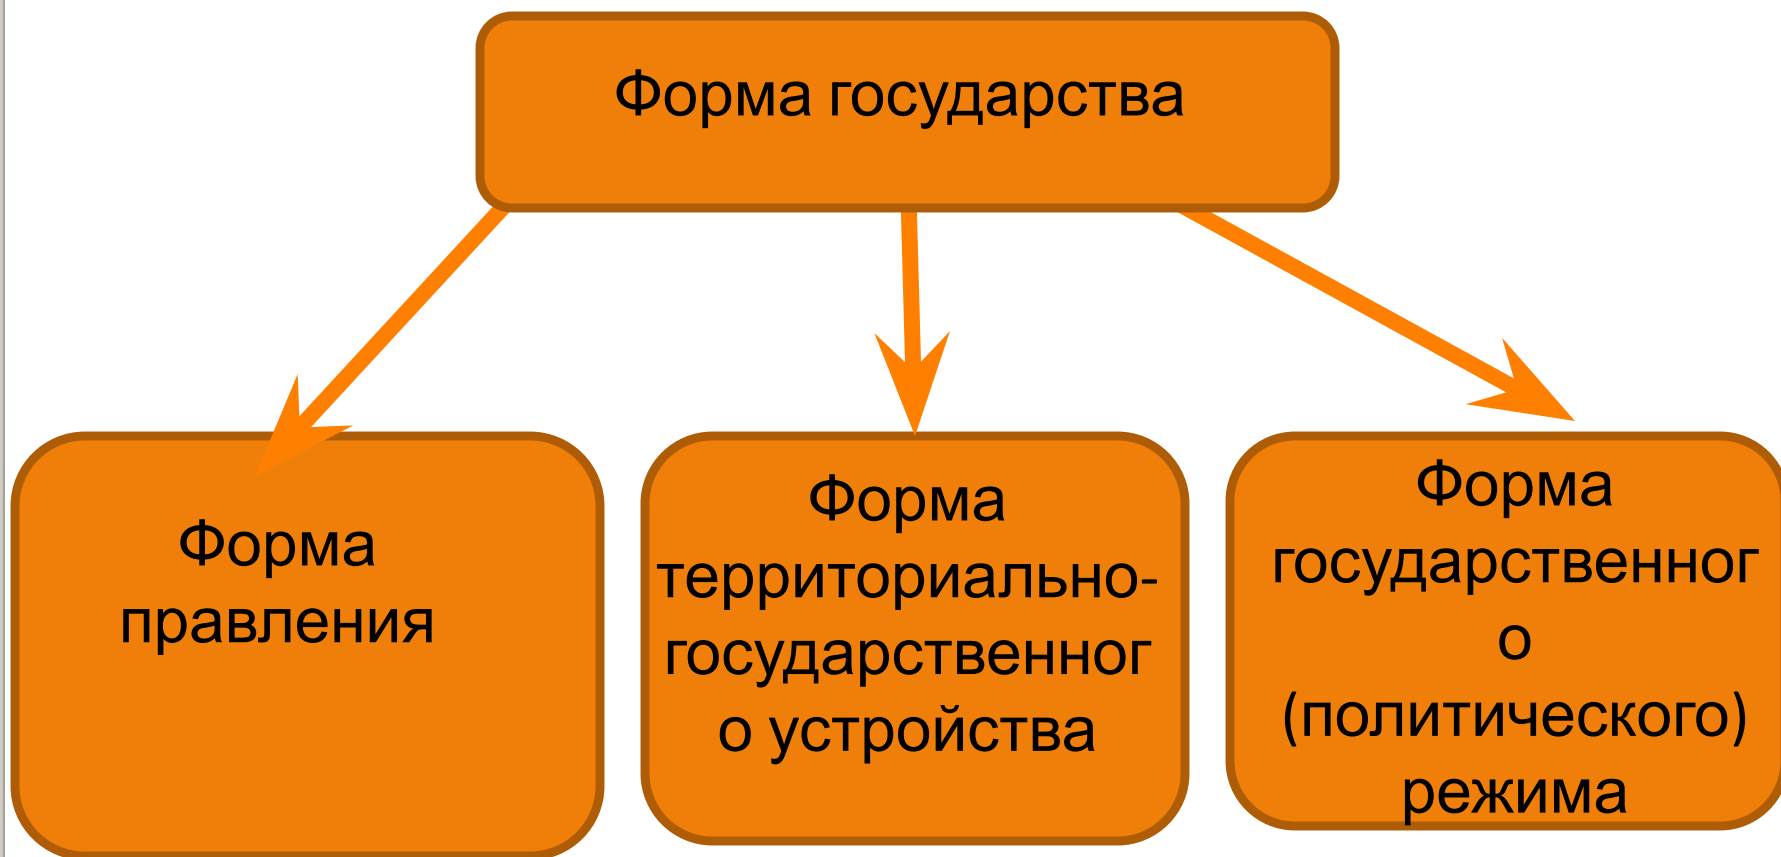 Форма государства
Форма
правления
Форма
территориально-
государственног
о устройства
Форма
государственног
о
(политического)
режима